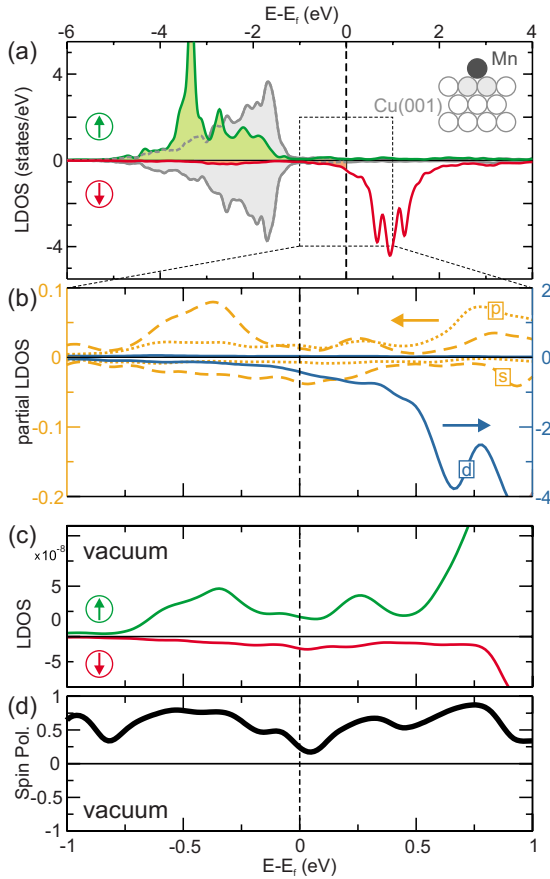 E-E_f (eV)
-6 -4 -2 0 2 4
(a)
Mn
Cu(001)
LDOS (states/eV)
4
0
-4
↑
↓
(b)
partial LDOS
0.1
0
-0.1
-0.2
2
0
-2
-4
p
s
d
(c)
vacuum
x10^-8
LDOS
5
0
-5
↑
↓
(d)
Spin Pol.
1
0.5
0
-0.5
1
vacuum
-1 -0.5 0 0.5 1
E-E_f (eV)